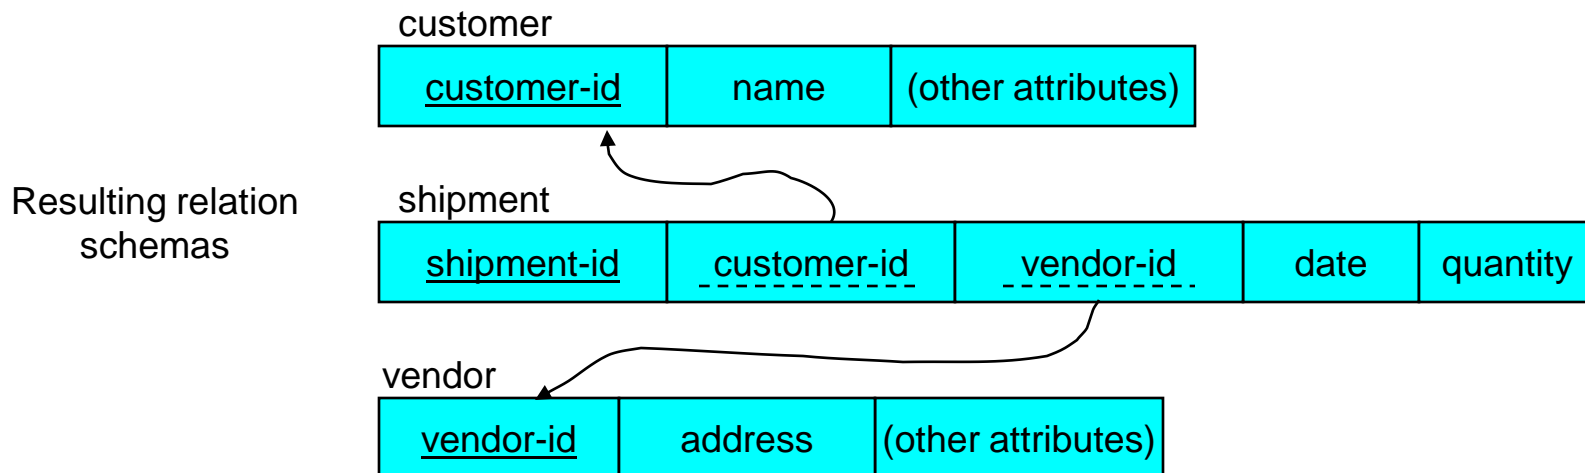 customer
customer-id name (other attributes)
Resulting relation
schemas
shipment
shipment-id customer-id vendor-id date quantity
vendor
vendor-id address (other attributes)